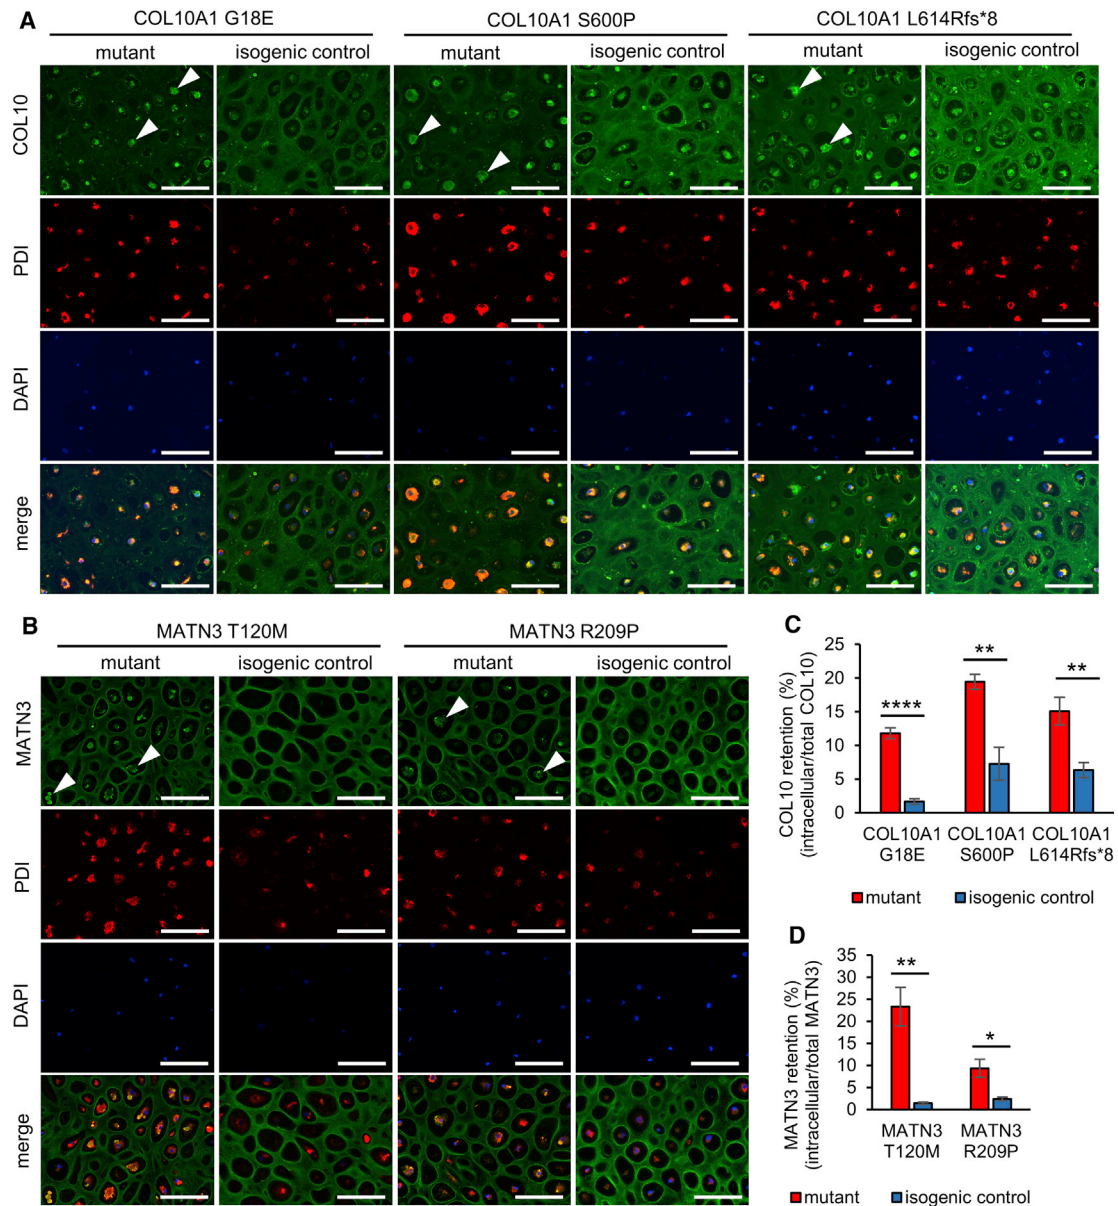 A
COL10A1 G18E
COL10A1 S600P
COL10A1 L614Rfs*8
mutant
isogenic control
mutant
isogenic control
mutant
isogenic control
COL10
PDI
DAPI
merge
B
MATN3 T120M
MATN3 R209P
mutant
isogenic control
mutant
isogenic control
MATN3
PDI
DAPI
merge
C
COL10 retention (%)
(intracellular/total COL10)
25
20
15
10
5
0
****
**
**
COL10A1
G18E
COL10A1
S600P
COL10A1
L614Rfs*8
mutant
isogenic control
D
MATN3 retention (%)
(intracellular/total MATN3)
35
30
25
20
15
10
5
0
**
*
MATN3
T120M
MATN3
R209P
mutant
isogenic control